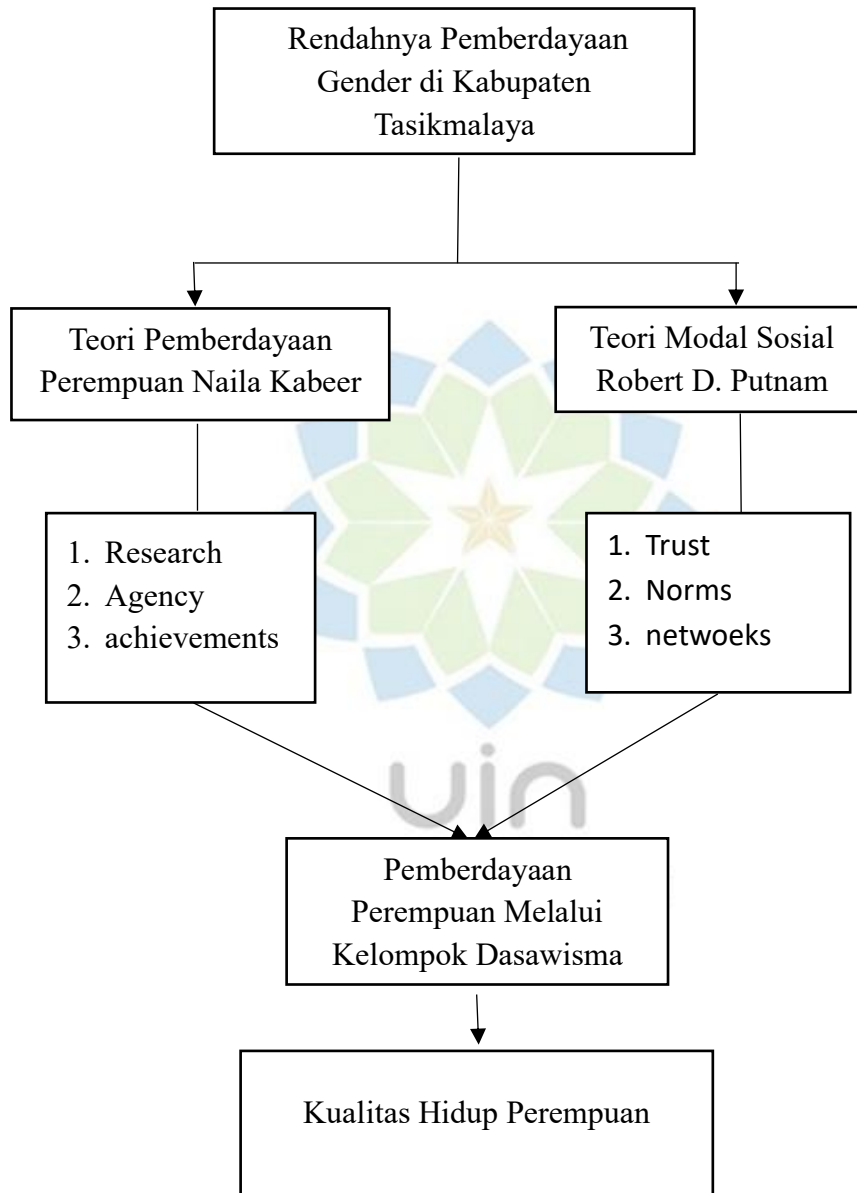 Rendahnya Pemberdayaan
Gender di Kabupaten
Tasikmalaya
Teori Pemberdayaan
Perempuan Naila Kabeer
Teori Modal Sosial
Robert D. Putnam
1. Research
2. Agency
3. achievements
1. Trust
2. Norms
3. netwoeks
uin
Pemberdayaan
Perempuan Melalui
Kelompok Dasawisma
Kualitas Hidup Perempuan